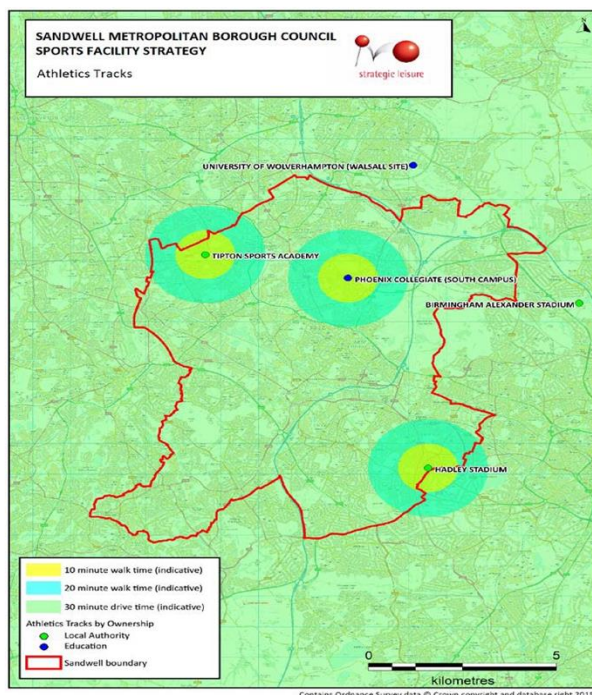 SANDWELL METROPOLITAN BOROUGH COUNCIL
SPORTS FACILITY STRATEGY
Athletics Tracks
strategic leisure
N
UNIVERSITY OF WOLVERHAMPTON (WALSALL SITE)
TIPTON SPORTS ACADEMY
PHOENIX COLLEGIATE (SOUTH CAMPUS)
BIRMINGHAM ALEXANDER STADIUM
HADLEY STADIUM
10 minute walk time (indicative)
20 minute walk time (indicative)
30 minute drive time (indicative)
Athletics Tracks by Ownership
Local Authority
Education
Sandwell boundary
0 5
kilometres
Contains Ordnance Survey data © Crown copyright and database right